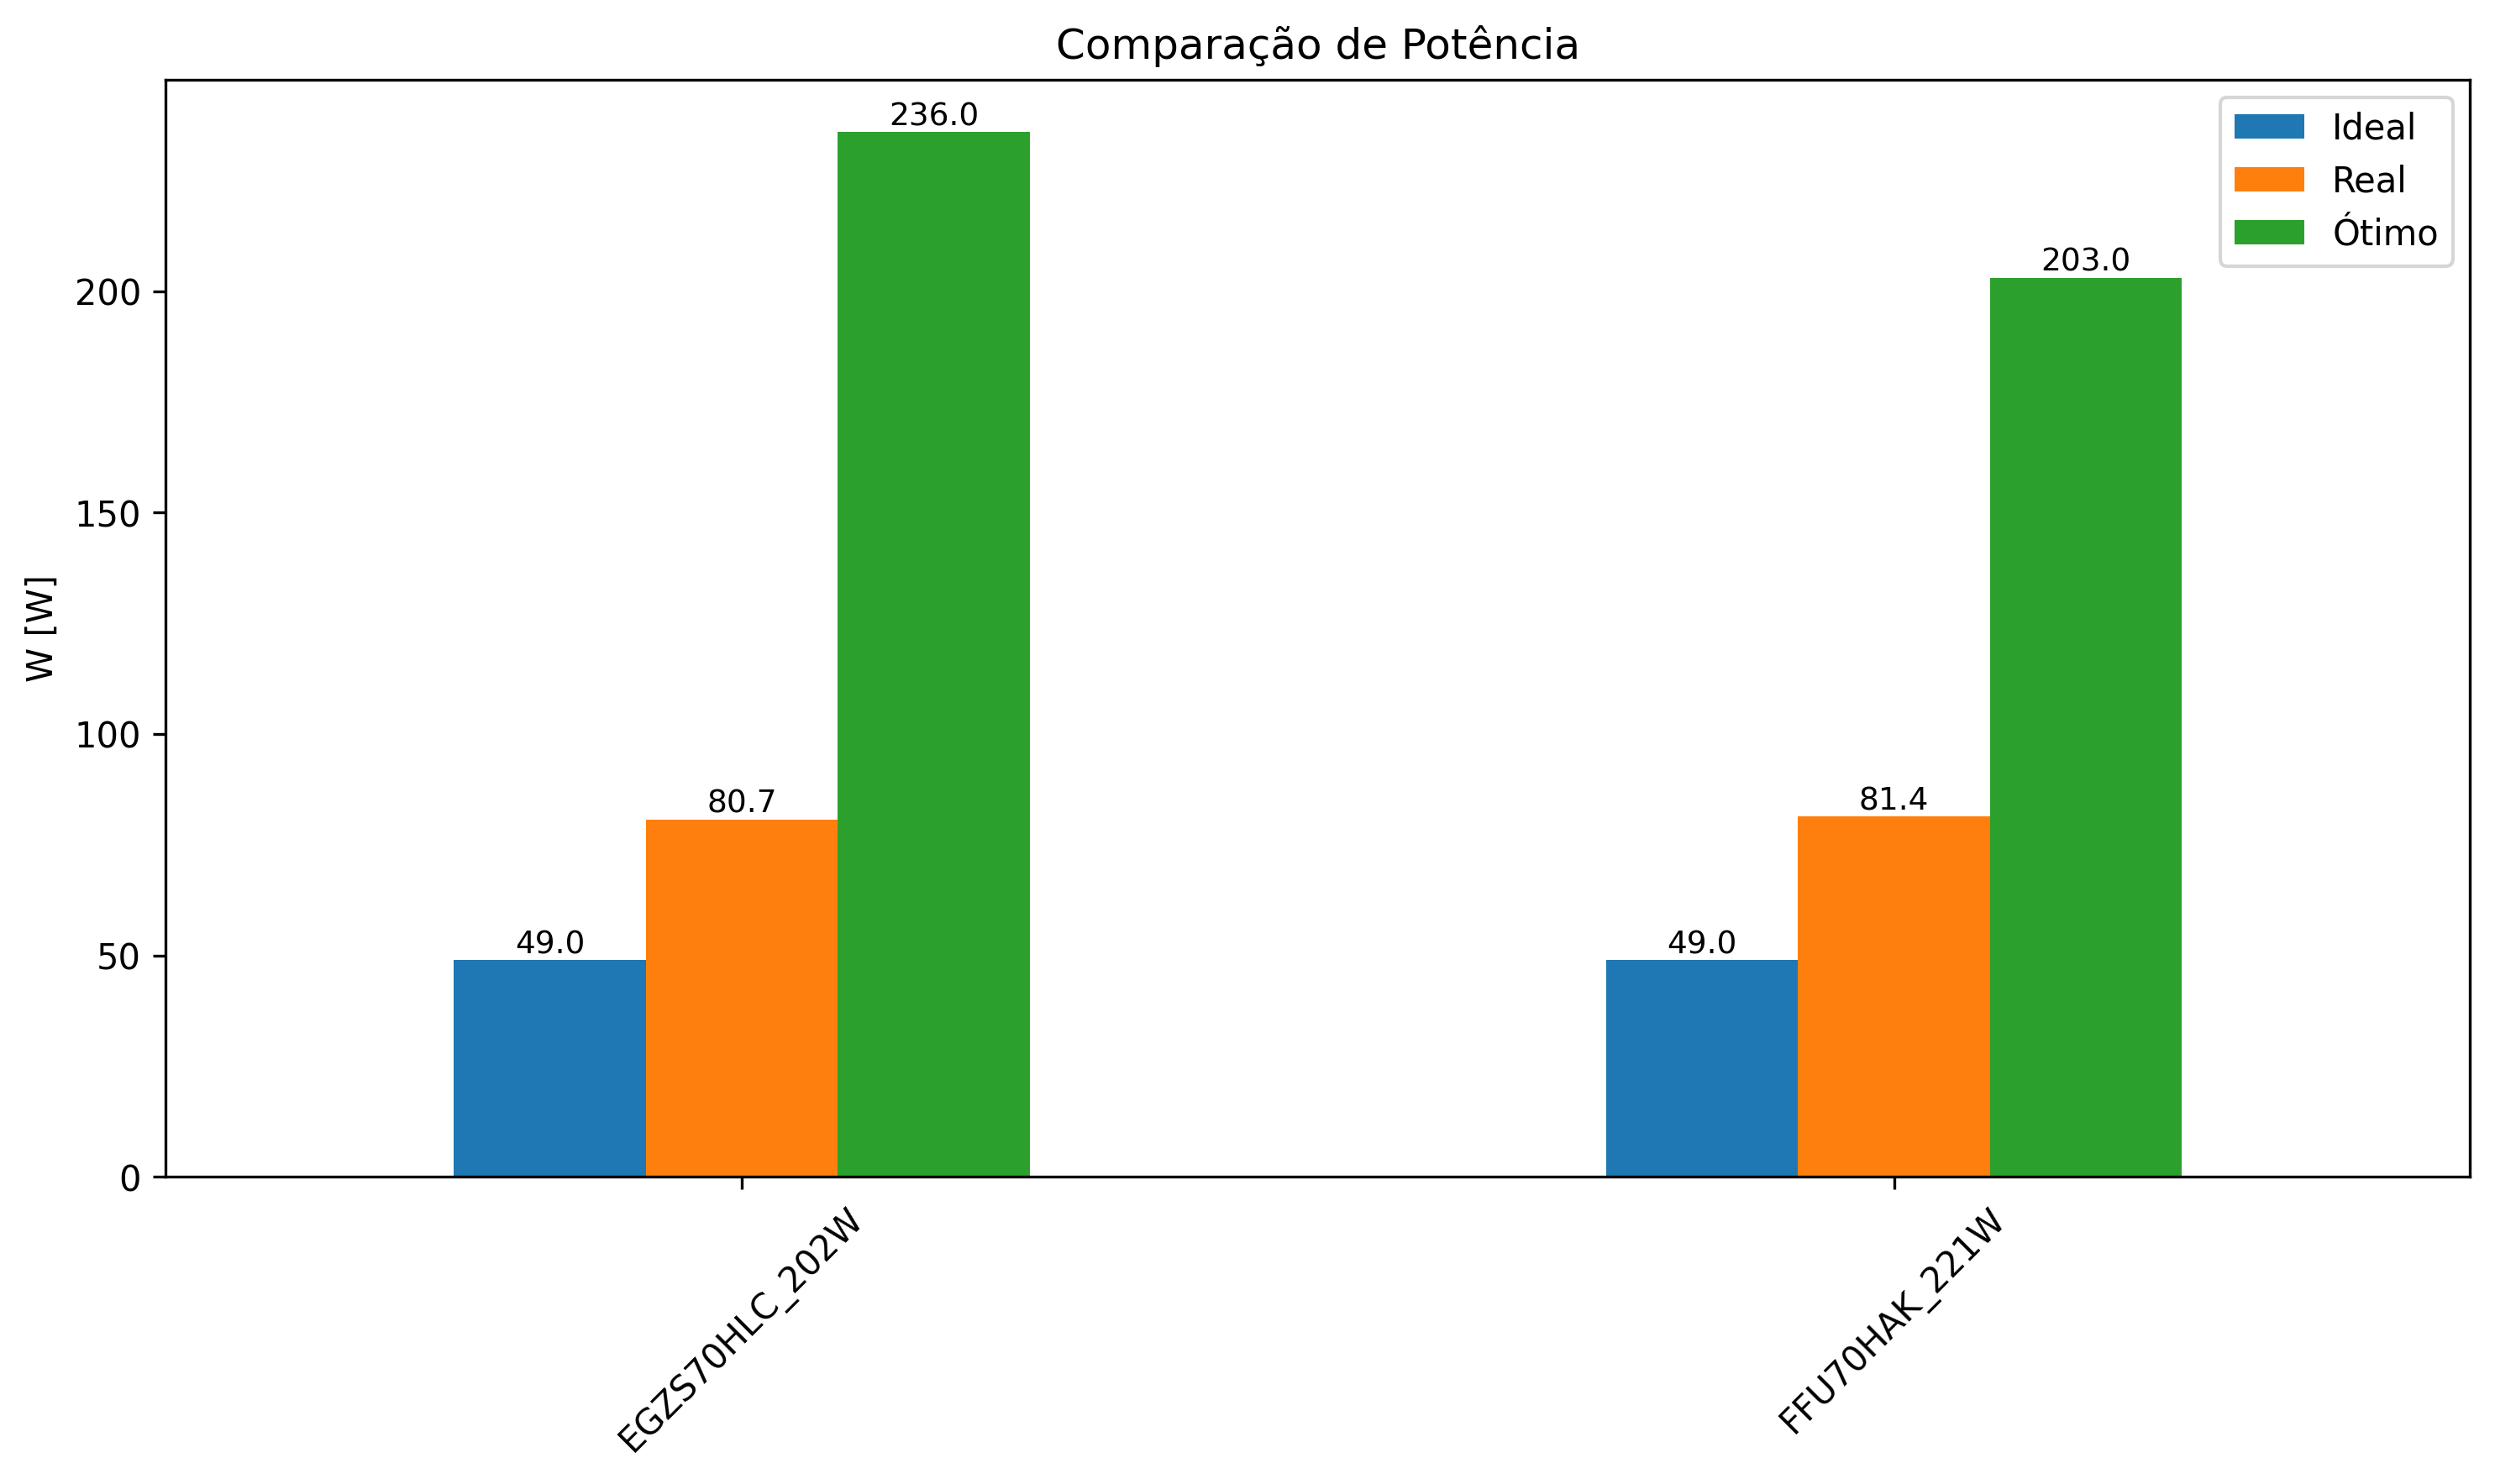 Comparação de Potência
Ideal
Real
Ótimo
W [W]
200
150
100
50
0
49.0
80.7
236.0
49.0
81.4
203.0
EGZS70HLC_202W
FFU70HAK_221W